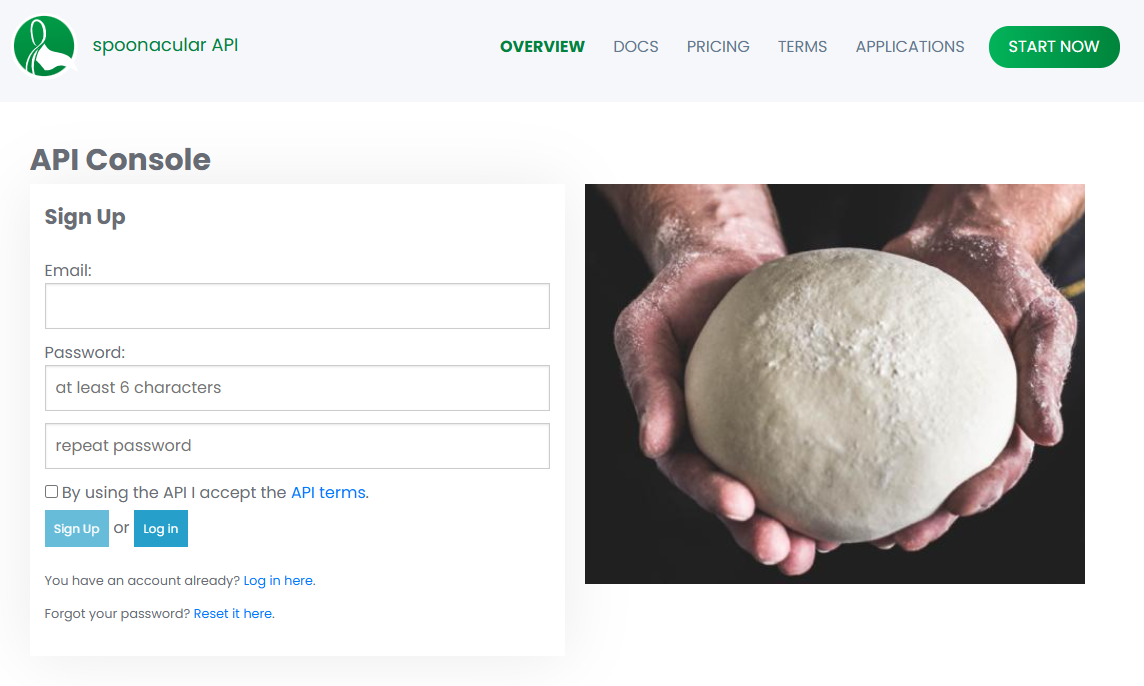 spoonacular API
OVERVIEW
DOCS
PRICING
TERMS
APPLICATIONS
START NOW
API Console
Sign Up
Email:
Password:
at least 6 characters
repeat password
By using the API I accept the API terms.
Sign Up or Log in
You have an account already? Log in here.
Forgot your password? Reset it here.